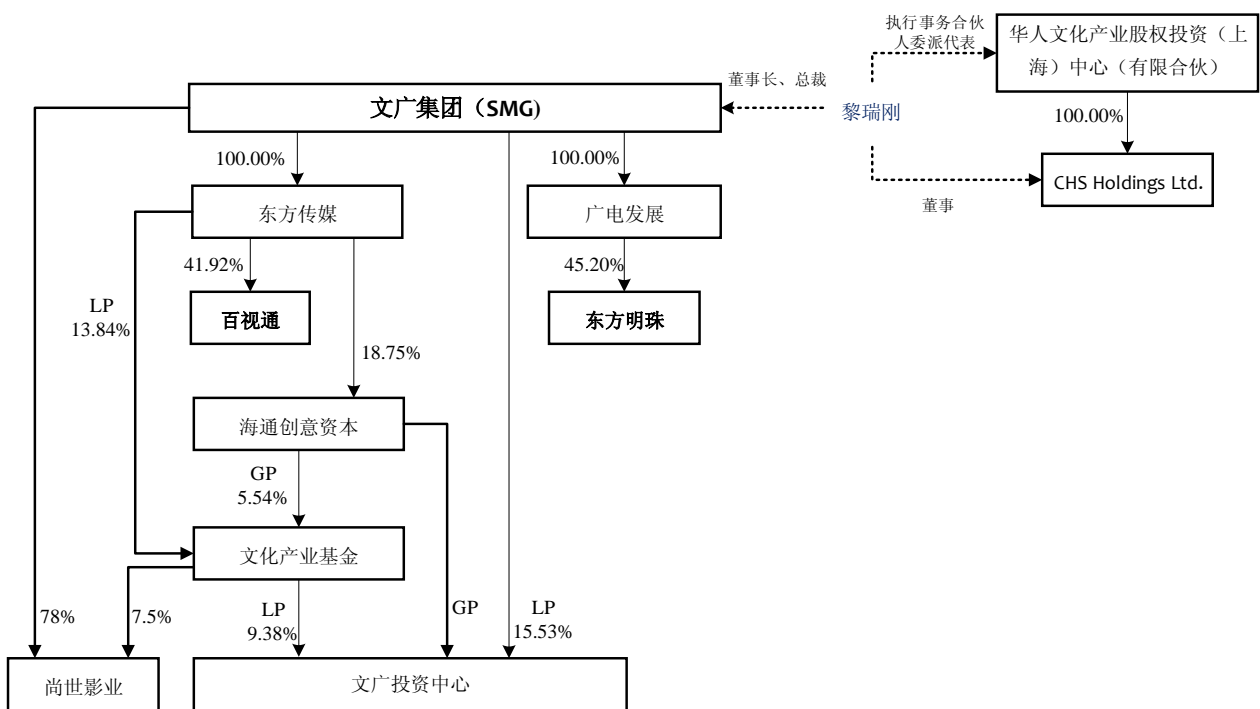 执行事务合伙
人委派代表
华人文化产业股权投资（上
海）中心（有限合伙）
董事长、总裁
文广集团（SMG)
黎瑞刚
100.00%
100.00%
100.00%
CHS Holdings Ltd.
董事
东方传媒
广电发展
41.92%
45.20%
LP
13.84%
百视通
东方明珠
18.75%
海通创意资本
GP
5.54%
文化产业基金
78%
7.5%
LP
9.38%
GP
LP
15.53%
尚世影业
文广投资中心